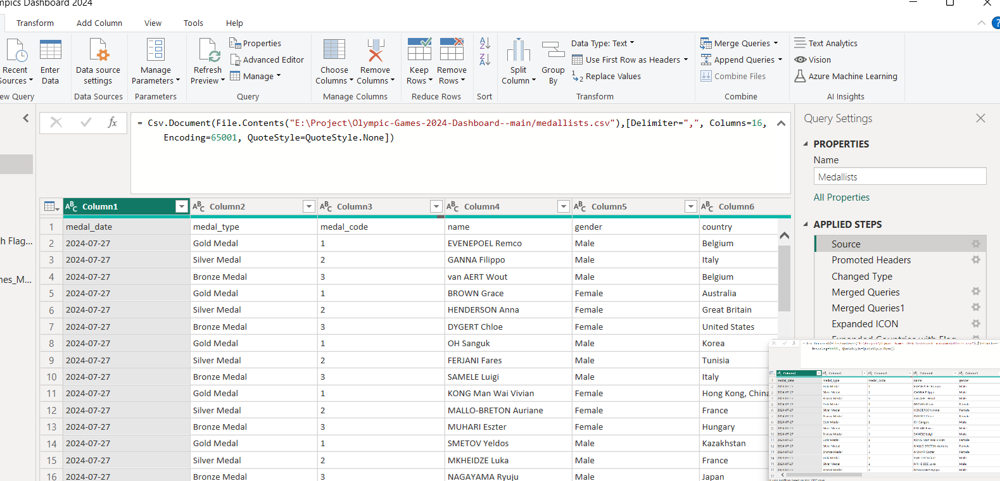 mpics Dashboard 2024
Transform Add Column View Tools Help
Recent Sources
Enter Data
ew Query
Data source settings
Data Sources
Manage Parameters
Parameters
Refresh Preview
Properties
Advanced Editor
Manage
Query
Choose Columns
Remove Columns
Manage Columns
Keep Rows
Remove Rows
Reduce Rows
Sort
Split Column
Group By
Data Type: Text
Use First Row as Headers
Replace Values
Transform
Merge Queries
Append Queries
Combine Files
Combine
Text Analytics
Vision
Azure Machine Learning
AI Insights
h Flag...
nes_M...
fx
= Csv.Document(File.Contents("E:\Project\Olympic-Games-2024-Dashboard--main/medallists.csv"),[Delimiter=",", Columns=16,
Encoding=65001, QuoteStyle=QuoteStyle.None])
Column1 Column2 Column3 Column4 Column5 Column6
1 medal_date medal_type medal_code name gender country
2 2024-07-27 Gold Medal 1 EVENEPOEL Remco Male Belgium
3 2024-07-27 Silver Medal 2 GANNA Filippo Male Italy
4 2024-07-27 Bronze Medal 3 van AERT Wout Male Belgium
5 2024-07-27 Gold Medal 1 BROWN Grace Female Australia
6 2024-07-27 Silver Medal 2 HENDERSON Anna Female Great Britain
7 2024-07-27 Bronze Medal 3 DYGERT Chloe Female United States
8 2024-07-27 Gold Medal 1 OH Sanguk Male Korea
9 2024-07-27 Silver Medal 2 FERJANI Fares Male Tunisia
10 2024-07-27 Bronze Medal 3 SAMELE Luigi Male Italy
11 2024-07-27 Gold Medal 1 KONG Man Wai Vivian Female Hong Kong, China
12 2024-07-27 Silver Medal 2 MALLO-BRETON Auriane Female France
13 2024-07-27 Bronze Medal 3 MUHARI Eszter Female Hungary
14 2024-07-27 Gold Medal 1 SMETOV Yeldos Male Kazakhstan
15 2024-07-27 Silver Medal 2 MKHEIDZE Luka Male France
16 2024-07-27 Bronze Medal 3 NAGAYAMA Ryuju Male Japan
Query Settings
PROPERTIES
Name
Medallists
All Properties
APPLIED STEPS
Source
Promoted Headers
Changed Type
Merged Queries
Merged Queries1
Expanded ICON
Expanded Countries with Flag